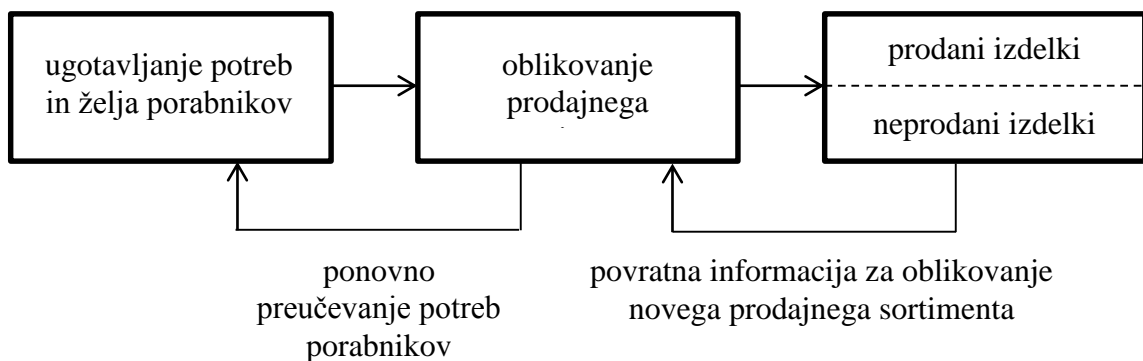 ugotavljanje potreb
in želja porabnikov
oblikovanje
prodajnega
prodani izdelki
neprodani izdelki
ponovno
preučevanje potreb
porabnikov
povratna informacija za oblikovanje
novega prodajnega sortimenta